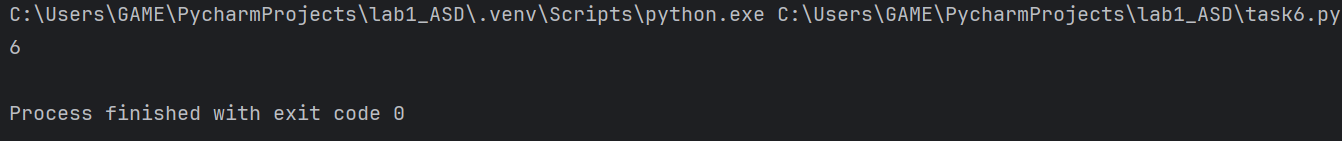 C:\Users\GAME\PycharmProjects\lab1_ASD\.venv\Scripts\python.exe C:\Users\GAME\PycharmProjects\lab1_ASD\task6.py
6
Process finished with exit code 0